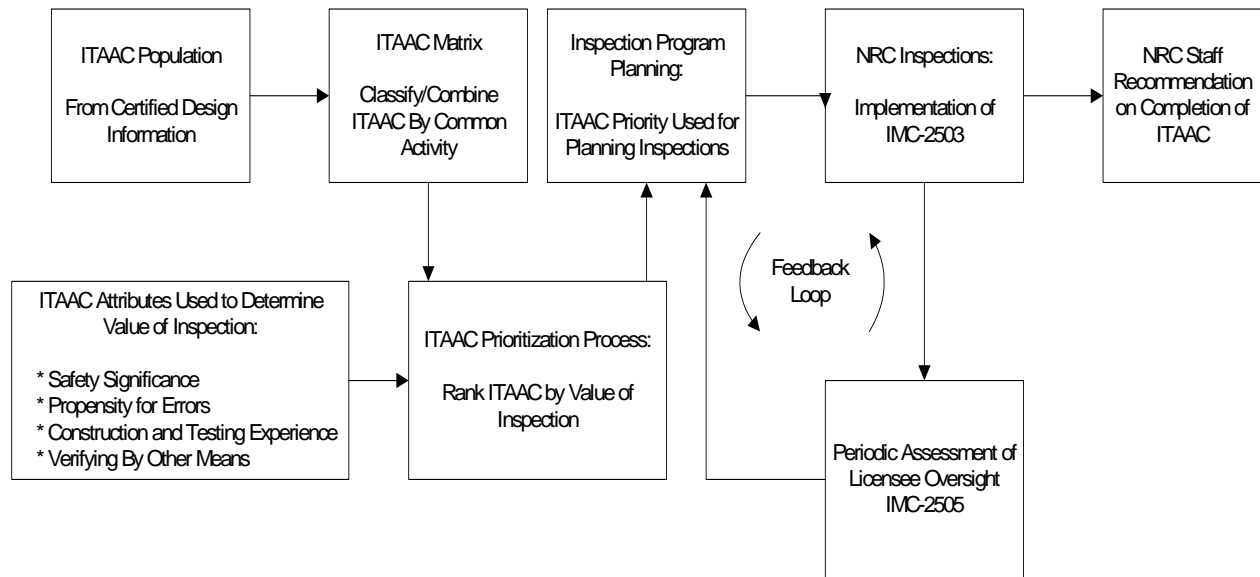 ITAAC Population
From Certified Design
Information
ITAAC Matrix
Classify/Combine
ITAAC By Common
Activity
Inspection Program
Planning:
ITAAC Priority Used for
Planning Inspections
NRC Inspections:
Implementation of
IMC-2503
NRC Staff
Recommendation
on Completion of
ITAAC
ITAAC Attributes Used to Determine
Value of Inspection:
* Safety Significance
* Propensity for Errors
* Construction and Testing Experience
* Verifying By Other Means
ITAAC Prioritization Process:
Rank ITAAC by Value of
Inspection
Feedback
Loop
Periodic Assessment of
Licensee Oversight
IMC-2505